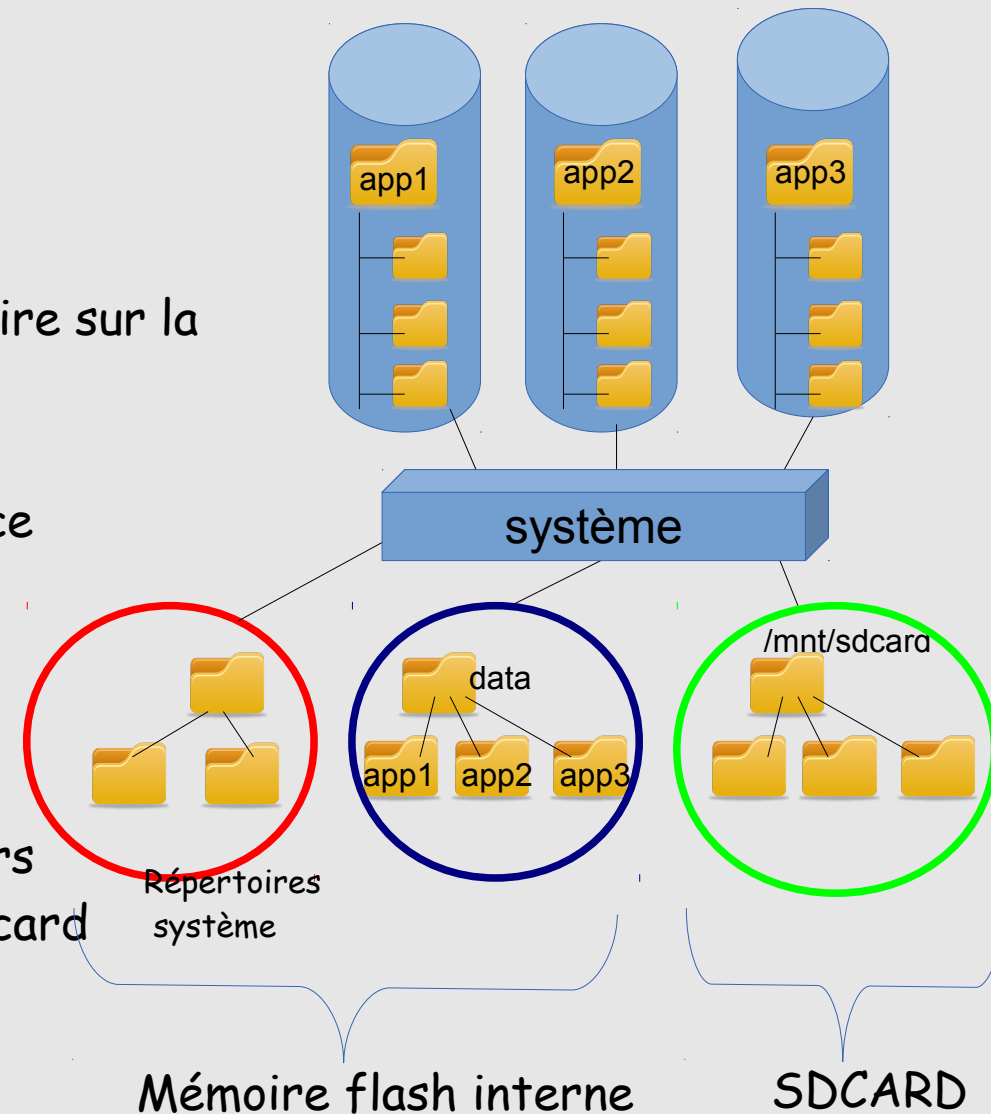 app1
app2
app3
ire sur la
ce
système
/mnt/sdcard
data
app1
app2
app3
rs
card
Répertoires
système
Mémoire flash interne
SDCARD